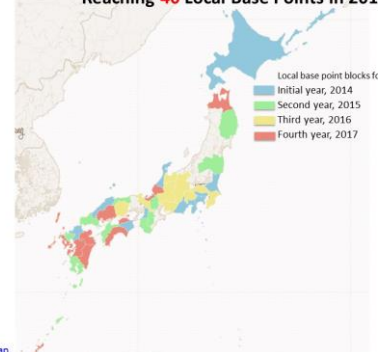 Reaching 40 Local Base Points in 201
Local base point blocks fo
Initial year, 2014
Second year, 2015
Third year, 2016
Fourth year, 2017